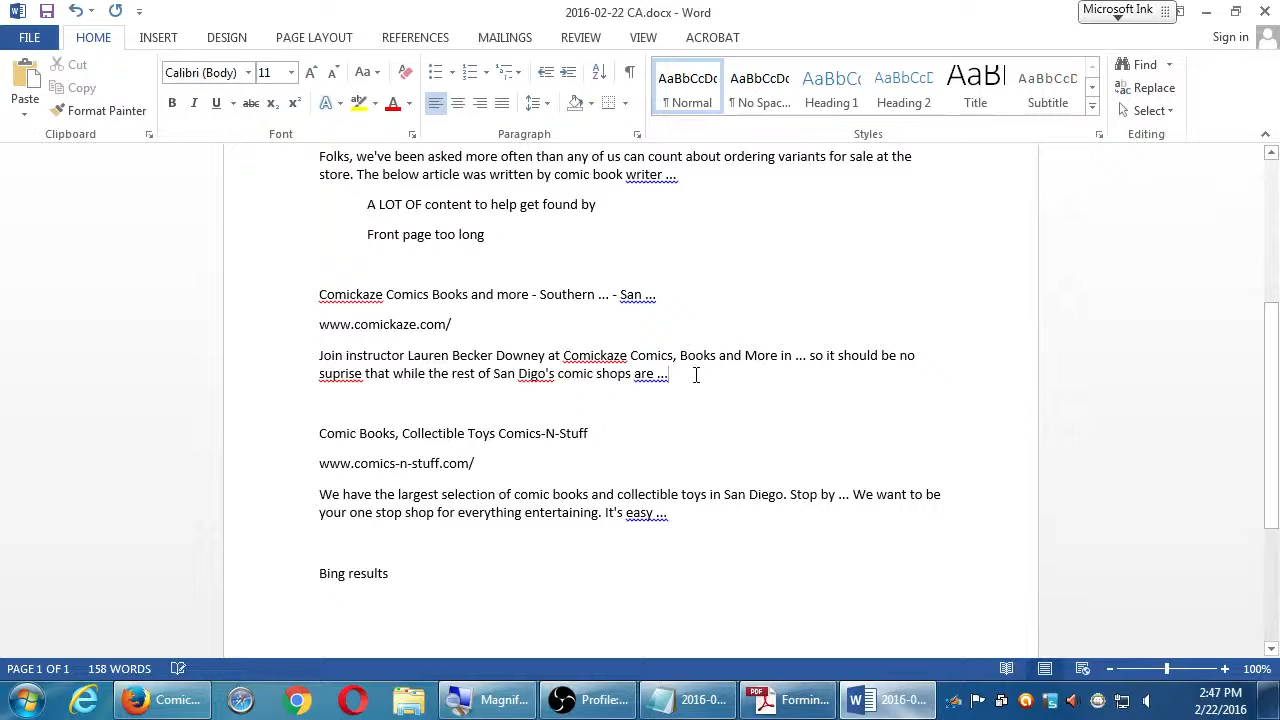 2016-02-22 CA.docx - Word
Microsoft Ink
FILE HOME INSERT DESIGN PAGE LAYOUT REFERENCES MAILINGS REVIEW VIEW ACROBAT
Sign in
Paste
Cut
Copy
Format Painter
Clipboard
Calibri (Body) 11
Font
Paragraph
AaBbCcDc AaBbCcDc AaBbCc AaBbCcD AaBl AaBbCcD
¶ Normal ¶ No Spac... Heading 1 Heading 2 Title Subtitle
Styles
Find
Replace
Select
Editing
Folks, we've been asked more often than any of us can count about ordering variants for sale at the
store. The below article was written by comic book writer ...
A LOT OF content to help get found by
Front page too long
Comickaze Comics Books and more - Southern ... - San ...
www.comickaze.com/
Join instructor Lauren Becker Downey at Comickaze Comics, Books and More in ... so it should be no
suprise that while the rest of San Digo's comic shops are ...
Comic Books, Collectible Toys Comics-N-Stuff
www.comics-n-stuff.com/
We have the largest selection of comic books and collectible toys in San Diego. Stop by ... We want to be
your one stop shop for everything entertaining. It's easy ...
Bing results
PAGE 1 OF 1 158 WORDS
100%
Comic... Magnif... Profile:... 2016-0... Formin... 2016-0...
2:47 PM
2/22/2016